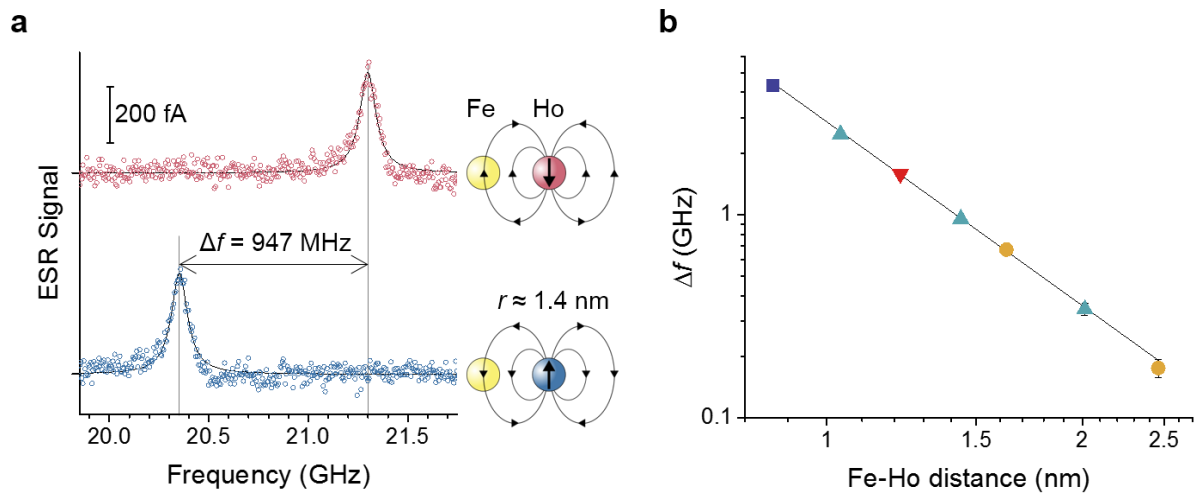 a
200 fA
ESR Signal
Fe Ho
Δf = 947 MHz
r ≈ 1.4 nm
20.0 20.5 21.0 21.5
Frequency (GHz)
b
Δf (GHz)
1
0.1
1 1.5 2 2.5
Fe-Ho distance (nm)